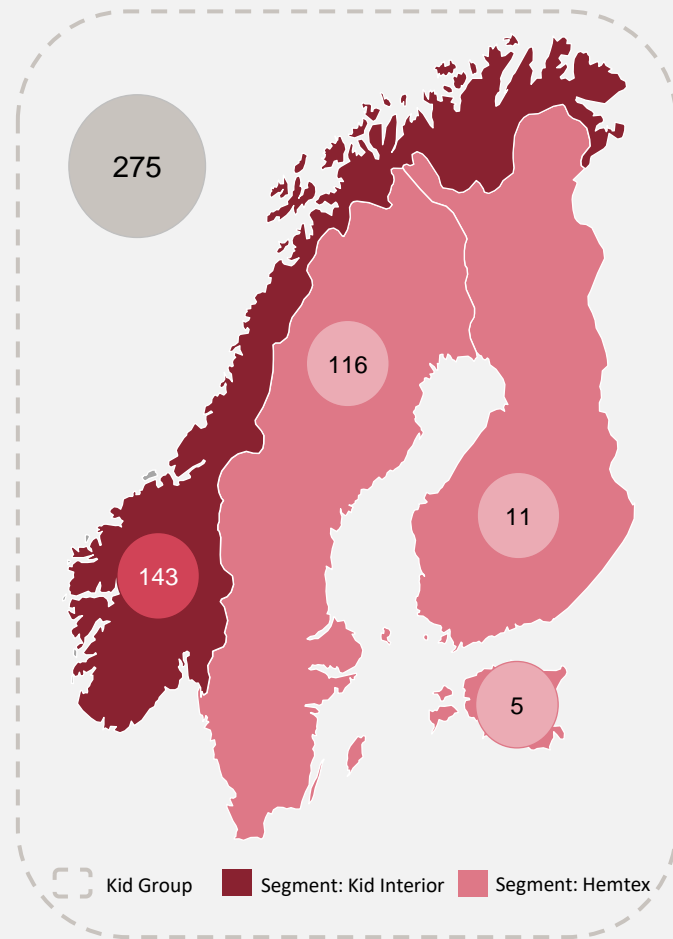 275
116
11
143
5
Kid Group
Segment: Kid Interior
Segment: Hemtex